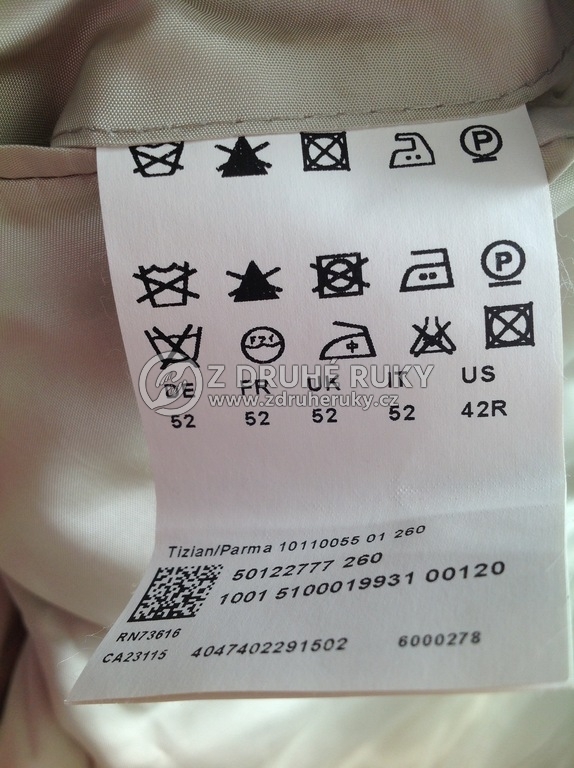 P
P
Z DRUHÉ RUKY
www.zdruheruky.cz
DE FR UK IT US
52 52 52 52 42R
Tizian/Parma 10110055 01 260
50122777 260
1001 5100019931 00120
RN73616
CA23115 4047402291502 6000278